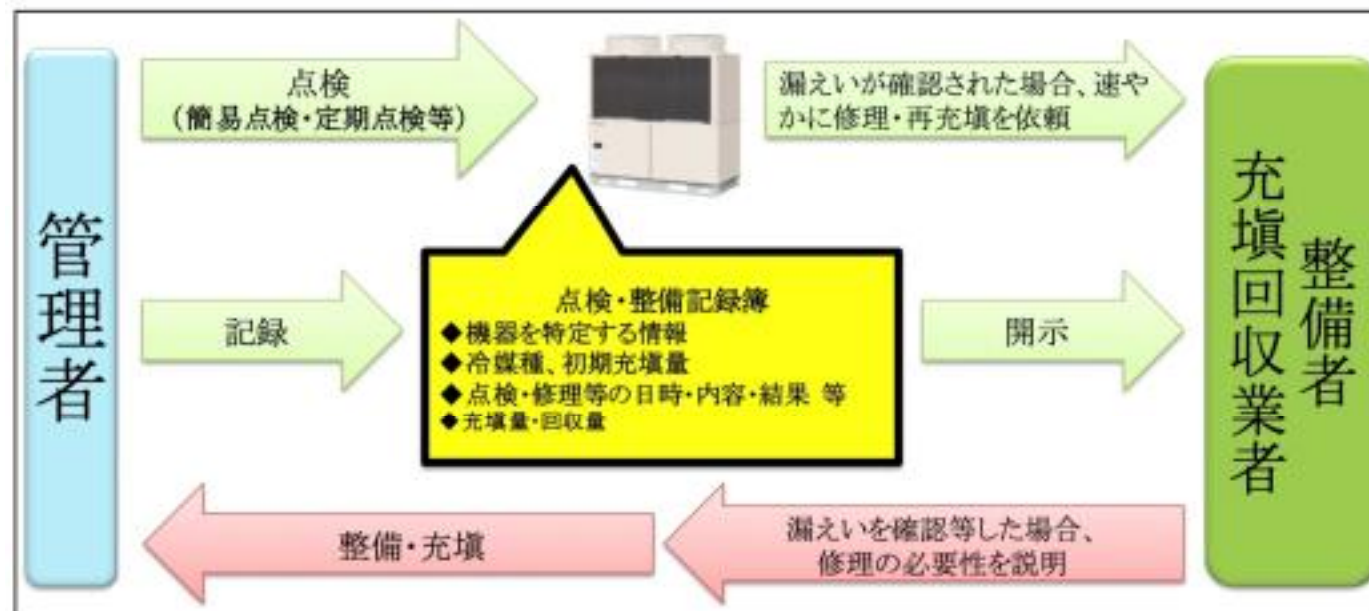 管理者
点検
(簡易点検・定期点検等)
漏えいが確認された場合、速や
かに修理・再充塡を依頼
記録
点検・整備記録簿
◆機器を特定する情報
◆冷媒種、初期充塡量
◆点検・修理等の日時・内容・結果 等
◆充塡量・回収量
開示
整備者
充塡回収業者
整備・充塡
漏えいを確認等した場合、
修理の必要性を説明